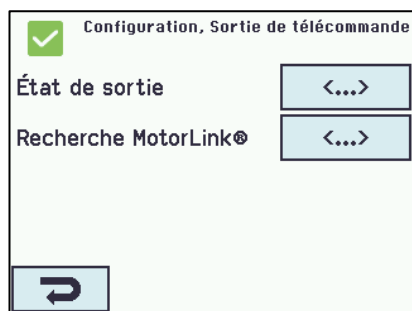 Configuration, Sortie de télécommande
État de sortie
<...>
Recherche MotorLink®
<...>